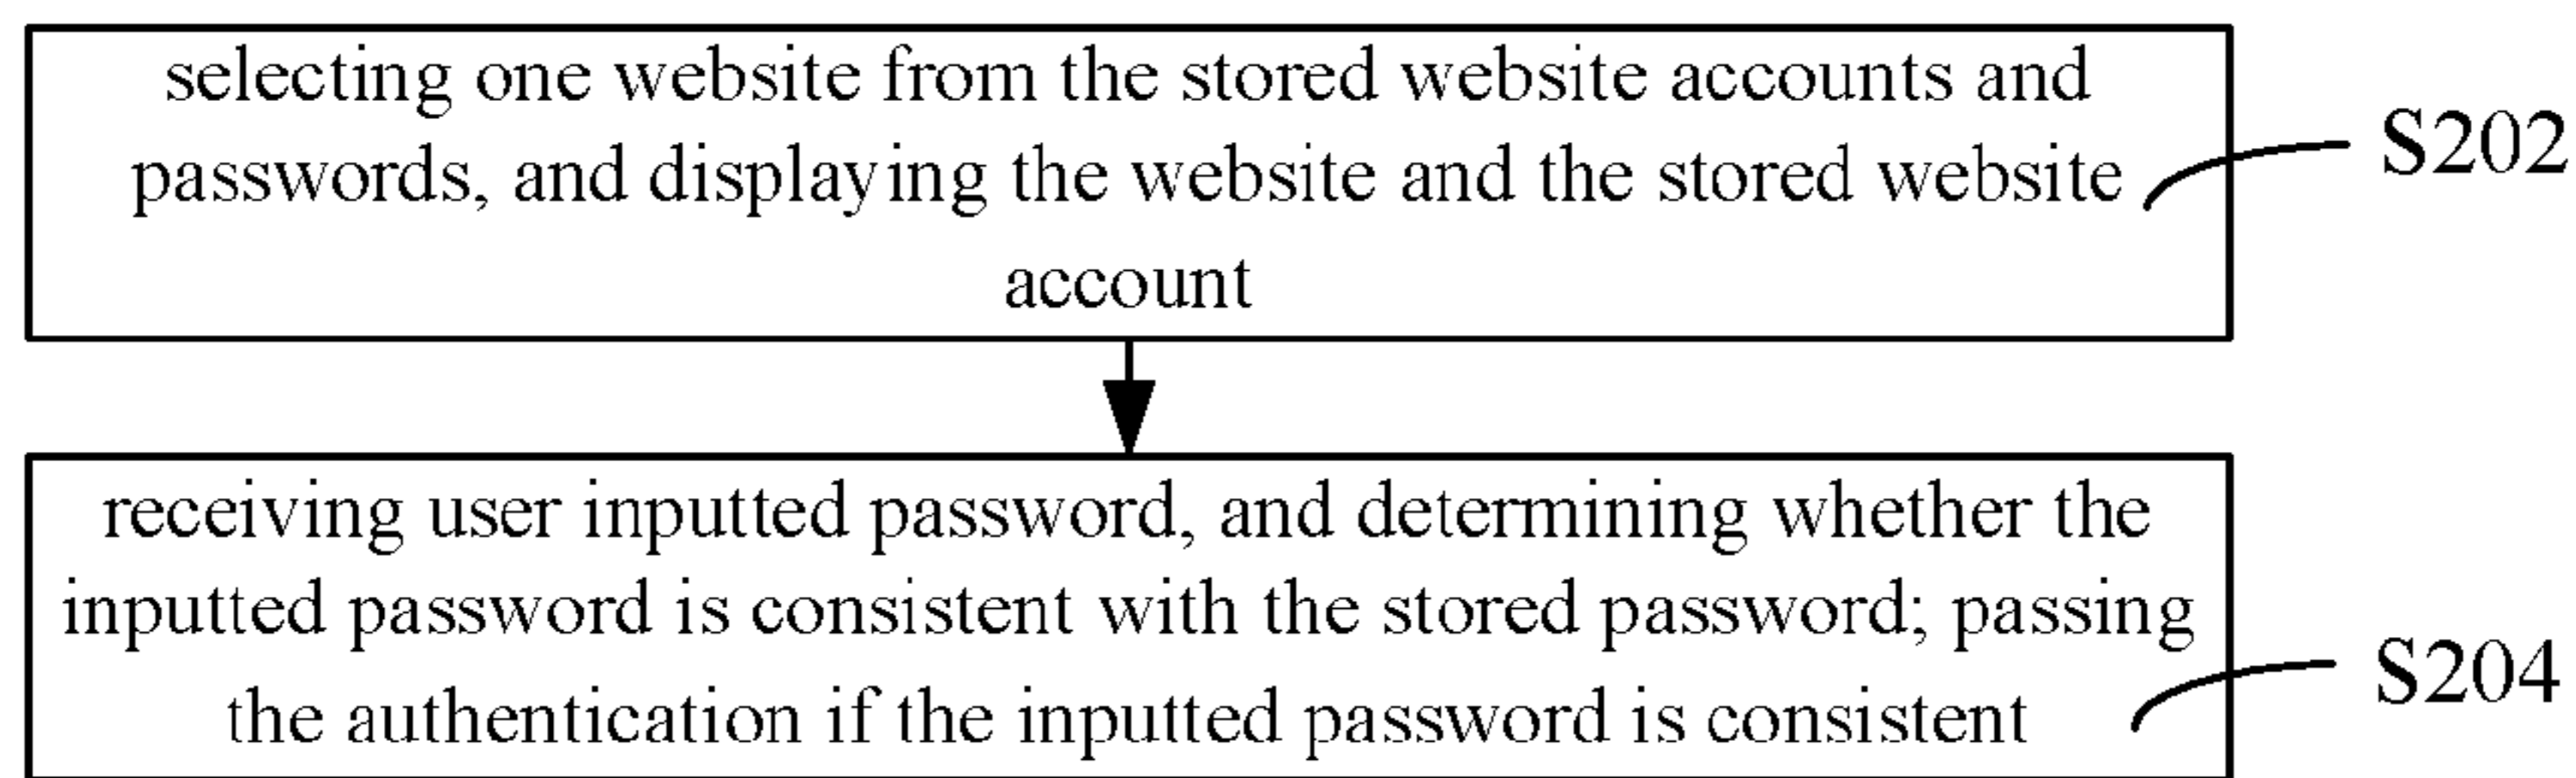 selecting one website from the stored website accounts and
passwords, and displaying the website and the stored website
account
S202
receiving user inputted password, and determining whether the
inputted password is consistent with the stored password; passing
the authentication if the inputted password is consistent
S204